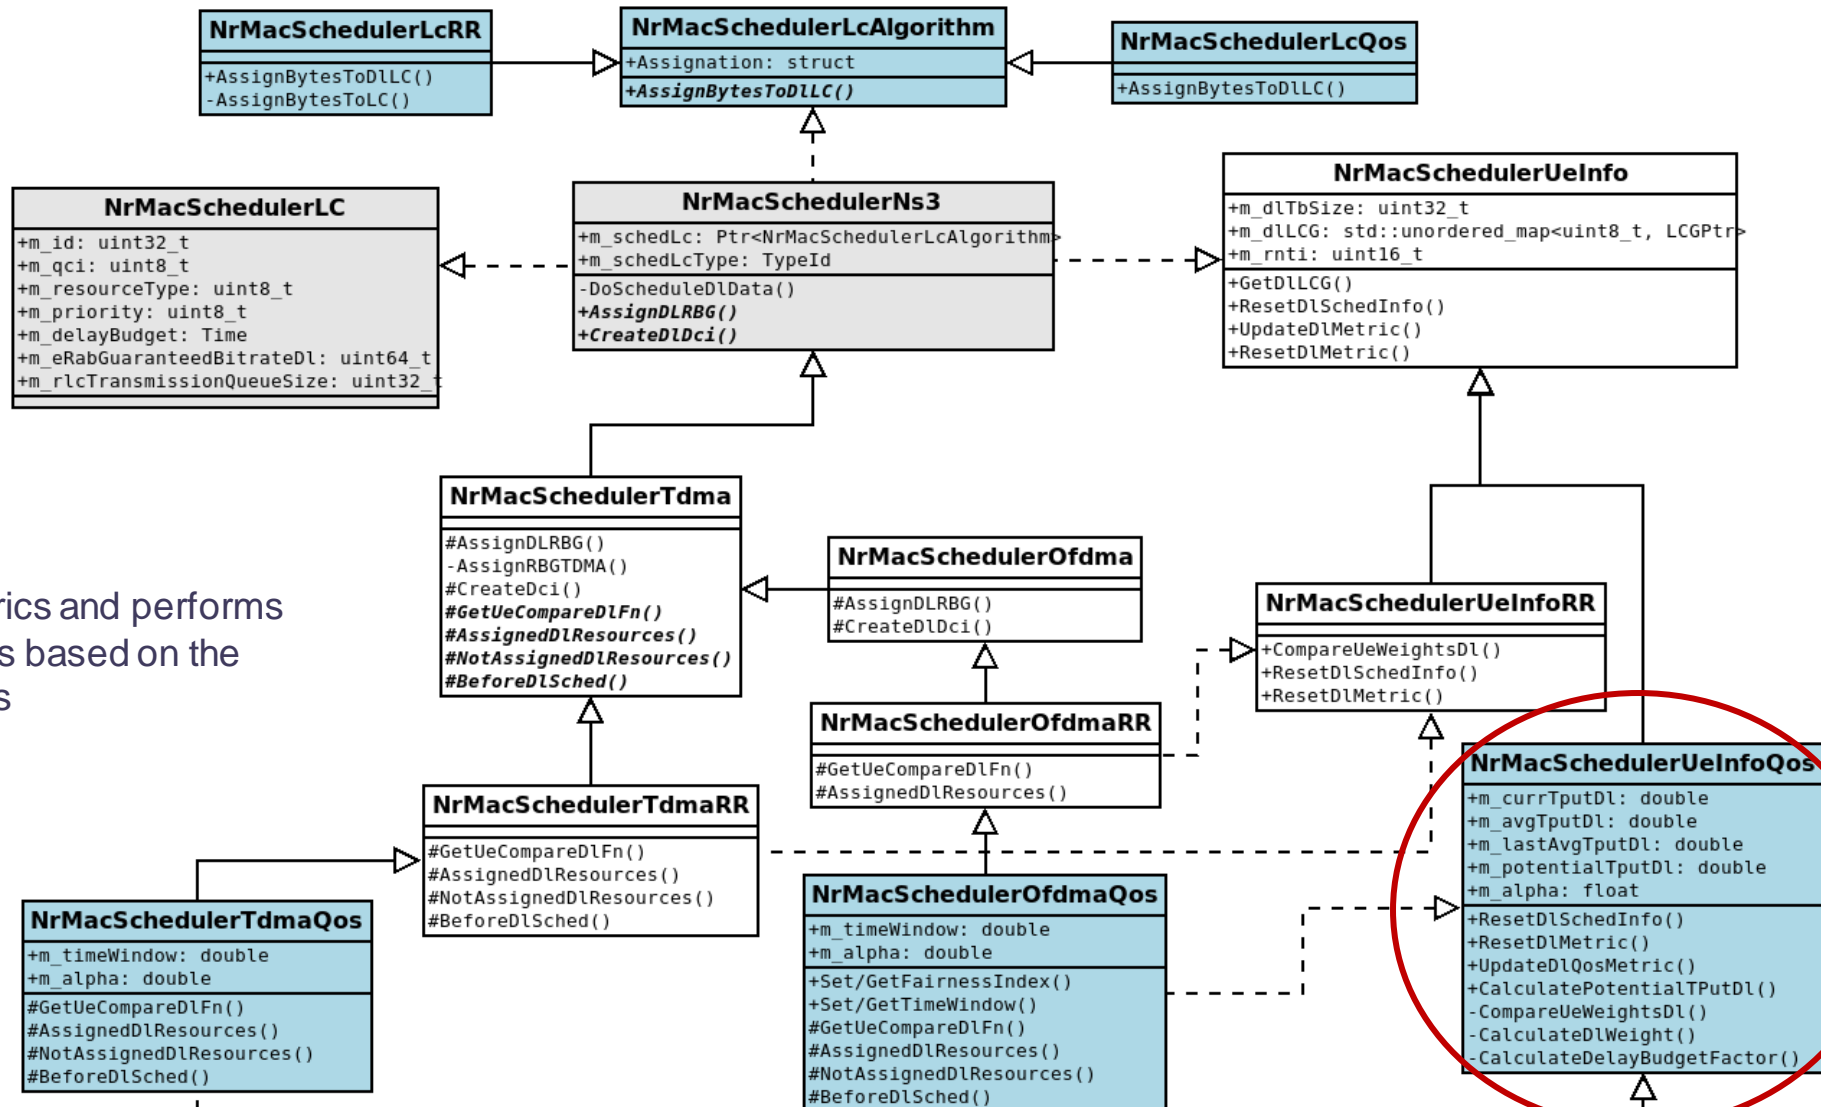 NrMacSchedulerLcRR
+AssignBytesToDlLC()
-AssignBytesToLC()
NrMacSchedulerLcAlgorithm
+Assignation: struct
+AssignBytesToDlLC()
NrMacSchedulerLcQos
+AssignBytesToDlLC()
NrMacSchedulerLC
+m_id: uint32_t
+m_qci: uint8_t
+m_resourceType: uint8_t
+m_priority: uint8_t
+m_delayBudget: Time
+m_eRabGuaranteedBitrateDl: uint64_t
+m_rlcTransmissionQueueSize: uint32_t
NrMacSchedulerNs3
+m_schedLc: Ptr<NrMacSchedulerLcAlgorithm>
+m_schedLcType: TypeId
-DoScheduleDlData()
+AssignDLRBG()
+CreateDlDci()
NrMacSchedulerUeInfo
+m_dlTbSize: uint32_t
+m_dlLCG: std::unordered_map<uint8_t, LCGPtr>
+m_rnti: uint16_t
+GetDlLCG()
+ResetDlSchedInfo()
+UpdateDlMetric()
+ResetDlMetric()
NrMacSchedulerTdma
#AssignDLRBG()
-AssignRBGTDMA()
#CreateDci()
#GetUeCompareDlFn()
#AssignedDlResources()
#NotAssignedDlResources()
#BeforeDlSched()
NrMacSchedulerOfdma
#AssignDLRBG()
#CreateDlDci()
NrMacSchedulerUeInfoRR
+CompareUeWeightsDl()
+ResetDlSchedInfo()
+ResetDlMetric()
rics and performs
s based on the
s
NrMacSchedulerOfdmaRR
#GetUeCompareDlFn()
#AssignedDlResources()
NrMacSchedulerTdmaRR
#GetUeCompareDlFn()
#AssignedDlResources()
#NotAssignedDlResources()
#BeforeDlSched()
NrMacSchedulerUeInfoQos
+m_currTputDl: double
+m_avgTputDl: double
+m_lastAvgTputDl: double
+m_potentialTputDl: double
+m_alpha: float
+ResetDlSchedInfo()
+ResetDlMetric()
+UpdateDlQosMetric()
+CalculatePotentialTPutDl()
-CompareUeWeightsDl()
-CalculateDlWeight()
-CalculateDelayBudgetFactor()
NrMacSchedulerTdmaQos
+m_timeWindow: double
+m_alpha: double
#GetUeCompareDlFn()
#AssignedDlResources()
#NotAssignedDlResources()
#BeforeDlSched()
NrMacSchedulerOfdmaQos
+m_timeWindow: double
+m_alpha: double
+Set/GetFairnessIndex()
+Set/GetTimeWindow()
#GetUeCompareDlFn()
#AssignedDlResources()
#NotAssignedDlResources()
#BeforeDlSched()